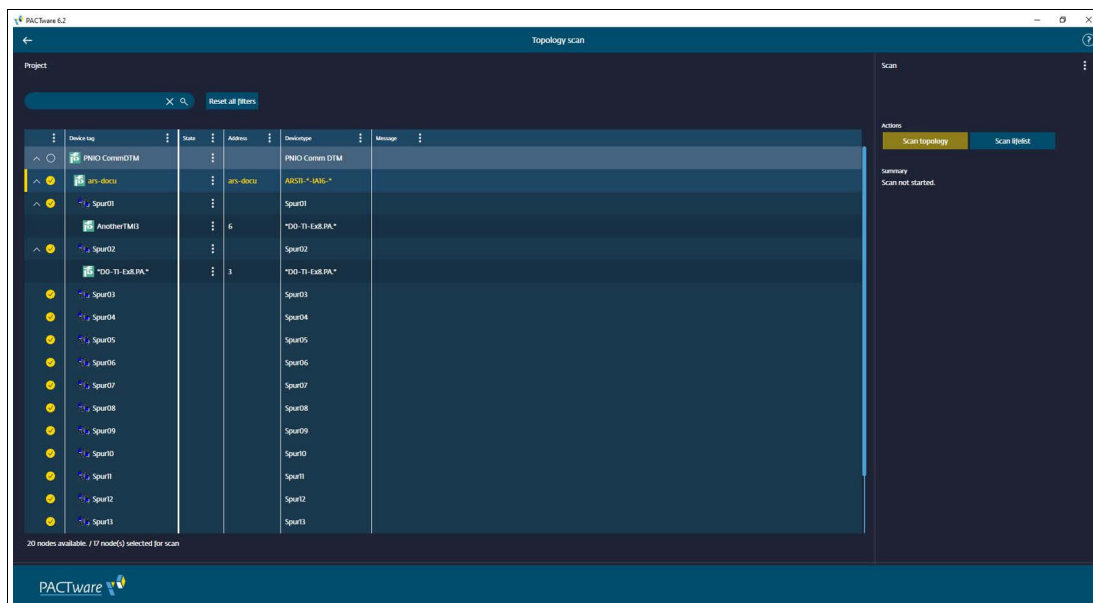 PACTware 6.2
Topology scan
Project
Scan
Reset all filters
Actions
Scan topology Scan lifelist
Summary
Scan not started.
Device tag State Address Devicetype Message
PNIO CommDTM PNIO Comm DTM
ars-docu ars-docu ARS11-*-IA16-*
Spur01 Spur01
AnotherTMI3 6 *D0-TI-Ex8.PA.*
Spur02 Spur02
*D0-TI-Ex8.PA.* 3 *D0-TI-Ex8.PA.*
Spur03 Spur03
Spur04 Spur04
Spur05 Spur05
Spur06 Spur06
Spur07 Spur07
Spur08 Spur08
Spur09 Spur09
Spur10 Spur10
Spur11 Spur11
Spur12 Spur12
Spur13 Spur13
20 nodes available. / 17 node(s) selected for scan
PACTware